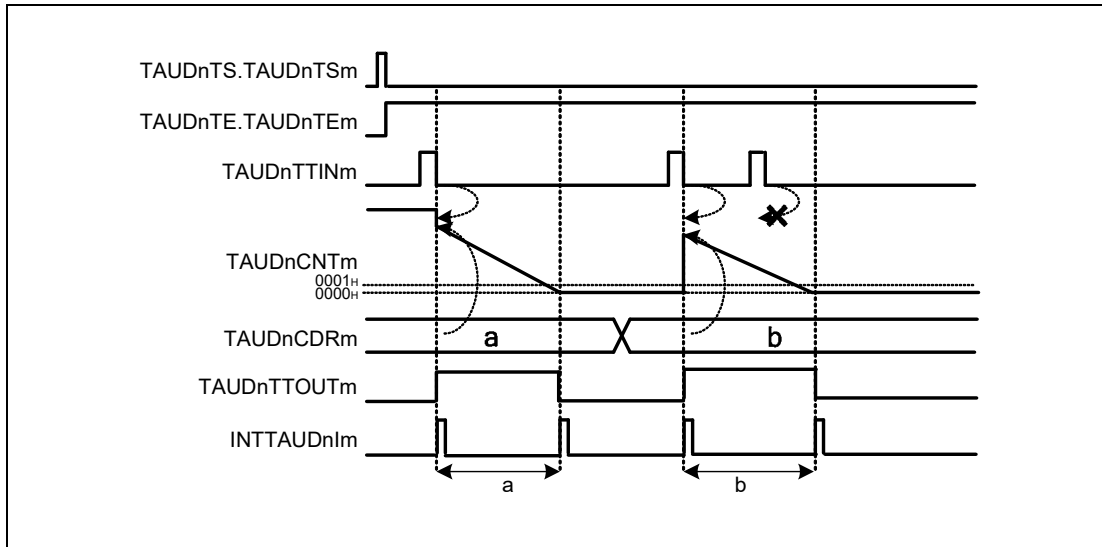 TAUDnTS.TAUDnTSm
TAUDnTE.TAUDnTEm
TAUDnTTINm
TAUDnCNTm
0001H
0000H
TAUDnCDRm
a
b
TAUDnTTOUTm
INTTAUDnIm
a
b